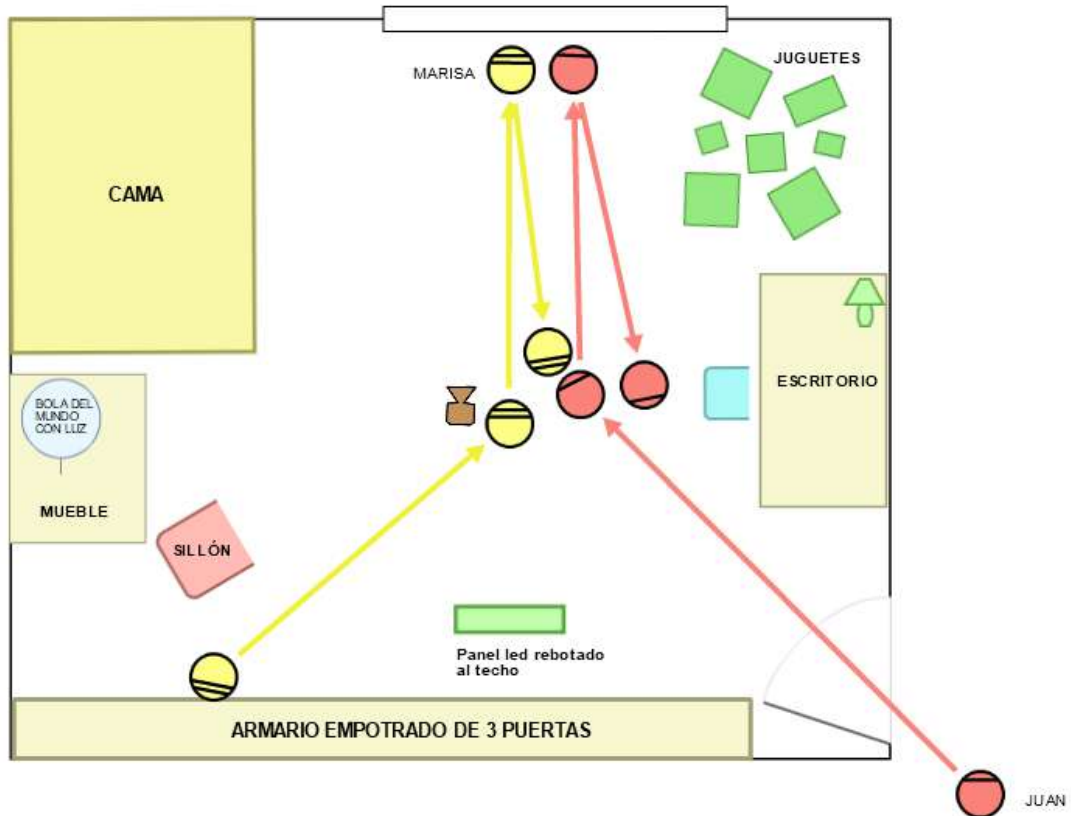 MARISA
JUGUETES
CAMA
ESCRITORIO
BOLA DEL
MUNDO
CON LUZ
MUEBLE
SILLÓN
Panel led rebotado
al techo
ARMARIO EMPOTRADO DE 3 PUERTAS
JUAN